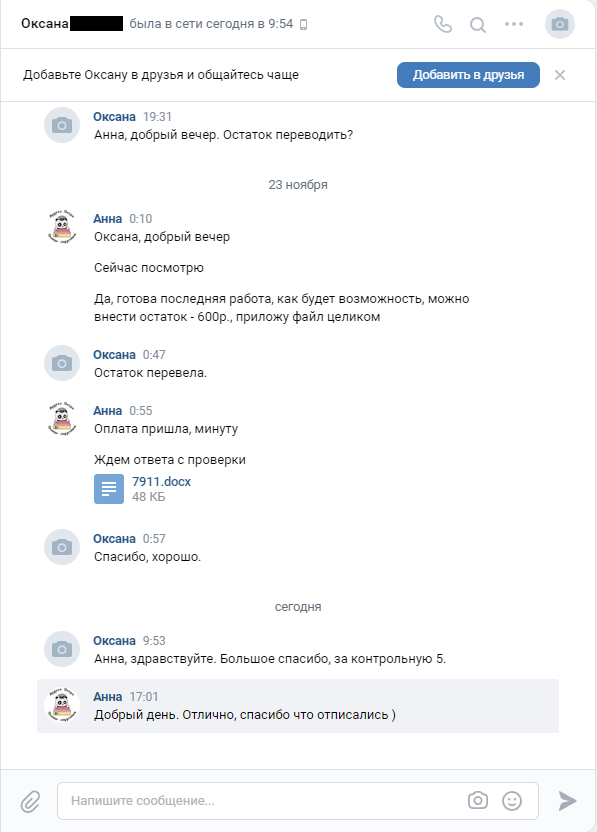 Оксана была в сети сегодня в 9:54
Добавьте Оксану в друзья и общайтесь чаще
Добавить в друзья
Оксана 19:31
Анна, добрый вечер. Остаток переводить?
23 ноября
Анна 0:10
Оксана, добрый вечер
Сейчас посмотрю
Да, готова последняя работа, как будет возможность, можно
внести остаток - 600р., приложу файл целиком
Оксана 0:47
Остаток перевела.
Анна 0:55
Оплата пришла, минуту
Ждем ответа с проверки
7911.docx
48 КБ
Оксана 0:57
Спасибо, хорошо.
сегодня
Оксана 9:53
Анна, здравствуйте. Большое спасибо, за контрольную 5.
Анна 17:01
Добрый день. Отлично, спасибо что отписались )
Напишите сообщение...